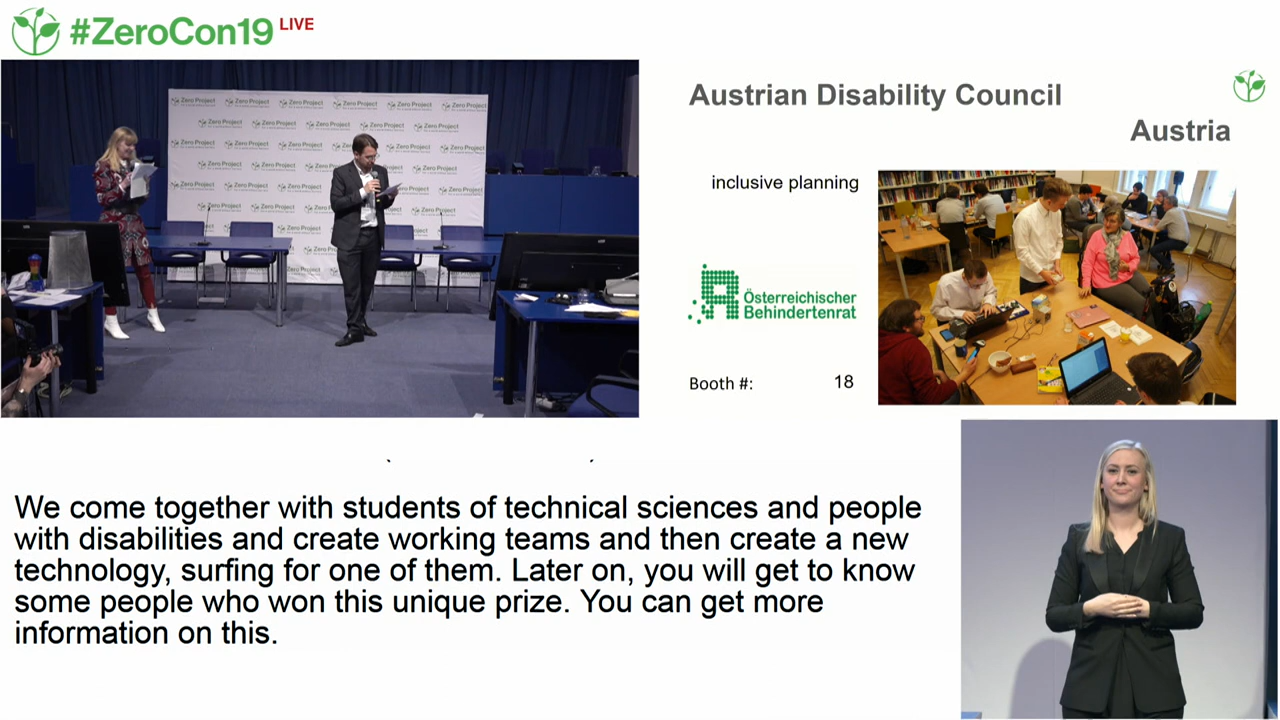 #ZeroCon19 LIVE
Zero Project
Austrian Disability Council
Austria
inclusive planning
Österreichischer
Behindertenrat
Booth #: 18
We come together with students of technical sciences and people
with disabilities and create working teams and then create a new
technology, surfing for one of them. Later on, you will get to know
some people who won this unique prize. You can get more
information on this.